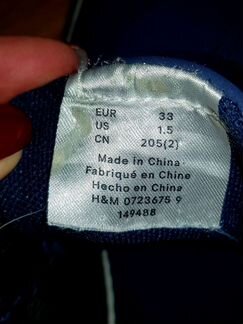 EUR 33
US 1.5
CN 205(2)
Made in China
Fabriqué en China
Hecho en China
H&M 0723675 9
149488